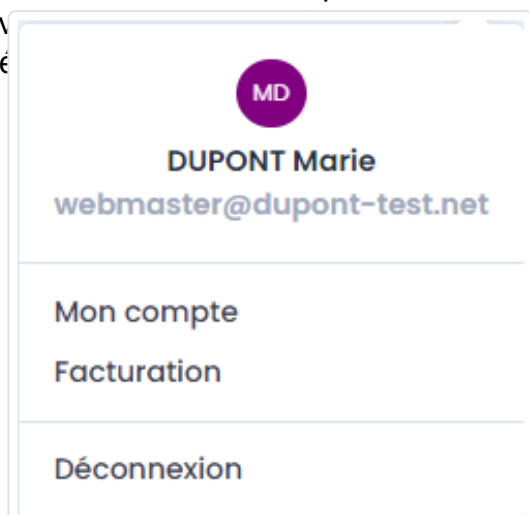 MD
DUPONT Marie
webmaster@dupont-test.net
Mon compte
Facturation
Déconnexion